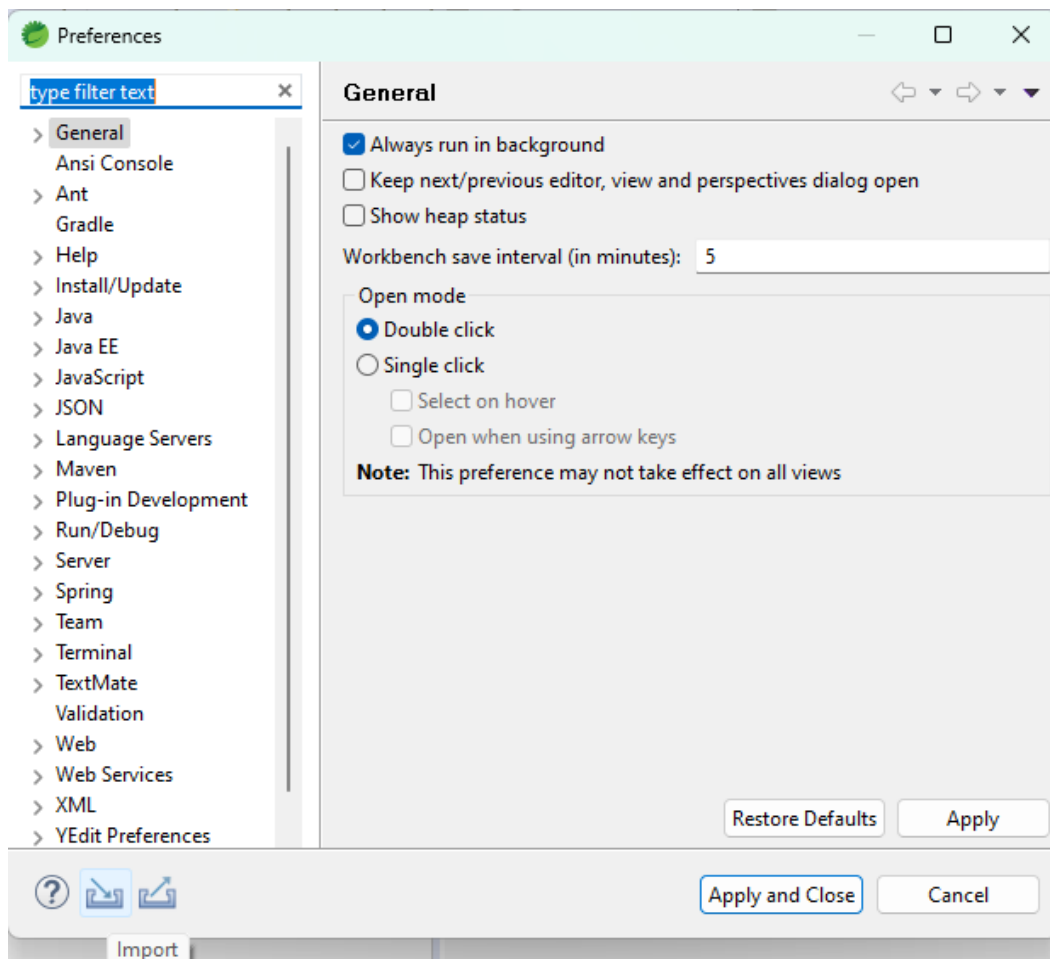 Preferences
type filter text
General
Ansi Console
Ant
Gradle
Help
Install/Update
Java
Java EE
JavaScript
JSON
Language Servers
Maven
Plug-in Development
Run/Debug
Server
Spring
Team
Terminal
TextMate
Validation
Web
Web Services
XML
YEdit Preferences
General
Always run in background
Keep next/previous editor, view and perspectives dialog open
Show heap status
Workbench save interval (in minutes): 5
Open mode
Double click
Single click
Select on hover
Open when using arrow keys
Note: This preference may not take effect on all views
Restore Defaults Apply
? Apply and Close Cancel
Import